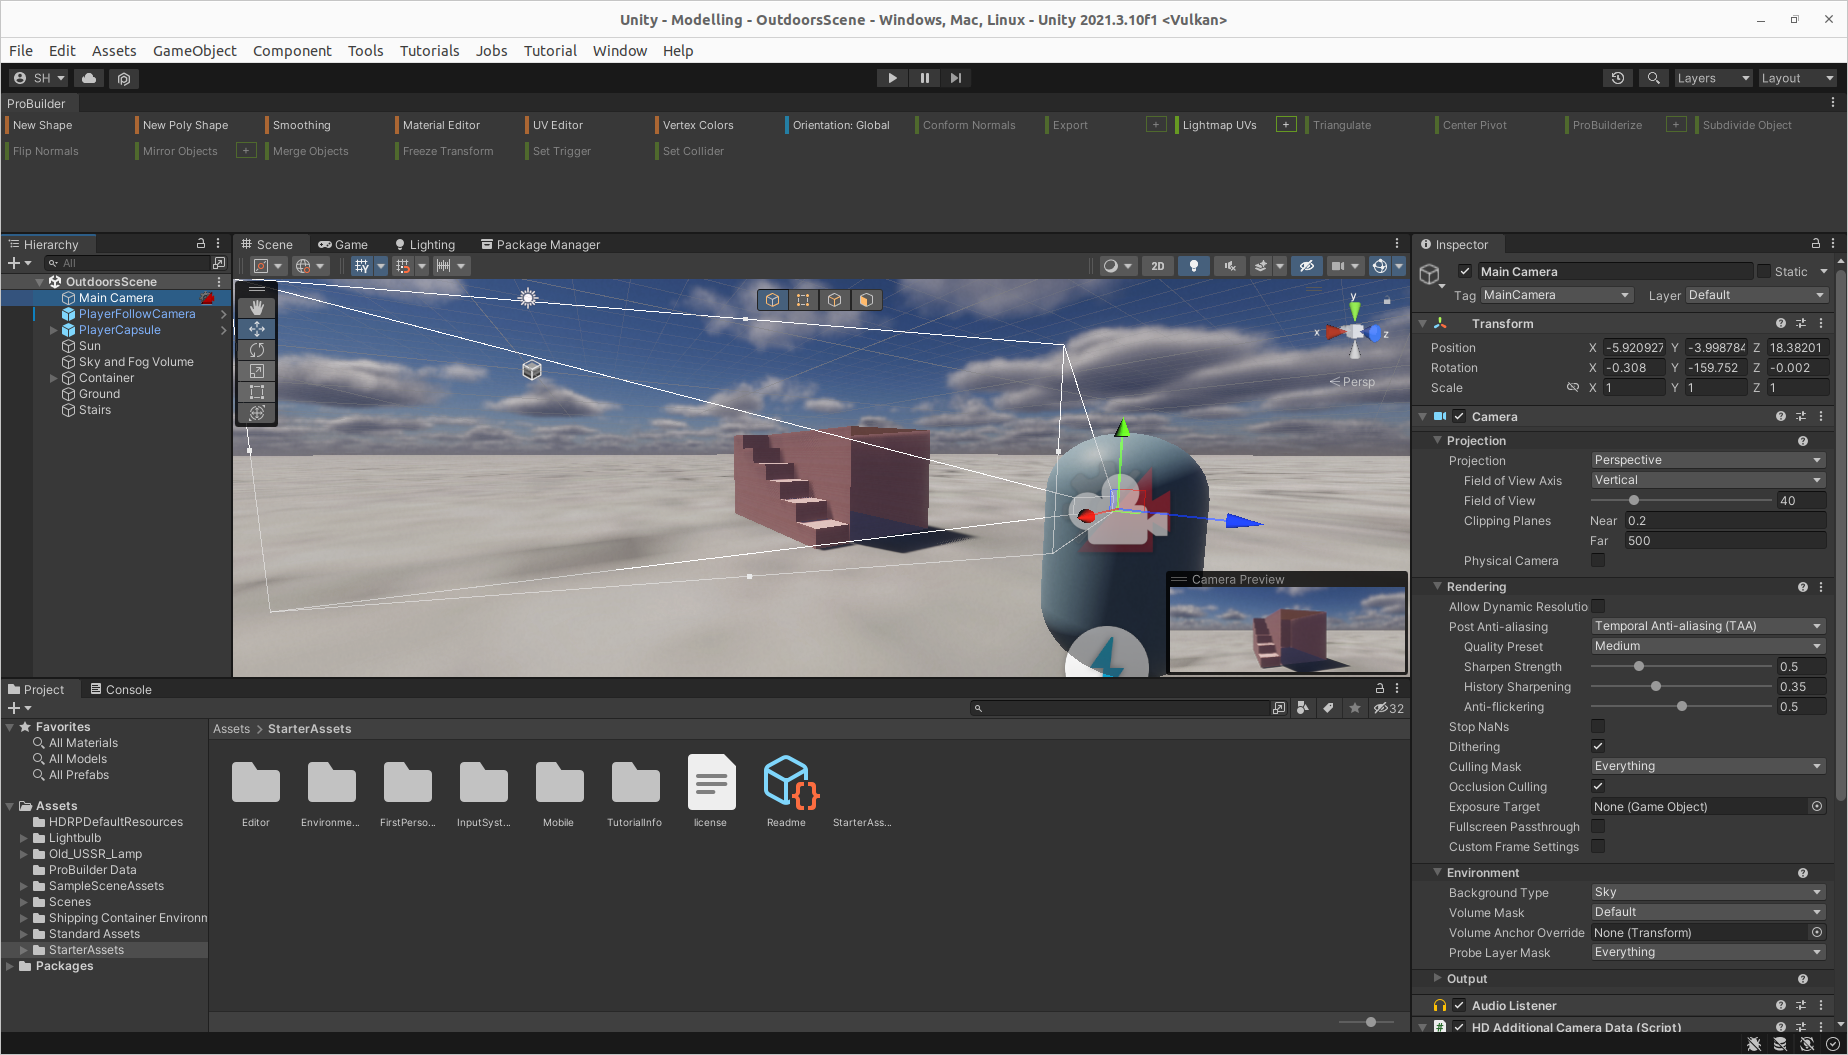 Unity - Modelling - OutdoorsScene - Windows, Mac, Linux - Unity 2021.3.10f1 <Vulkan>
File Edit Assets GameObject Component Tools Tutorials Jobs Tutorial Window Help
SH Layers Layout
ProBuilder
New Shape New Poly Shape Smoothing Material Editor UV Editor Vertex Colors Orientation: Global Conform Normals Export + Lightmap UVs + Triangulate Center Pivot ProBuilderize + Subdivide Object
Flip Normals Mirror Objects + Merge Objects Freeze Transform Set Trigger Set Collider
Hierarchy
All
OutdoorsScene
Main Camera
PlayerFollowCamera
PlayerCapsule
Sun
Sky and Fog Volume
Container
Ground
Stairs
Scene Game Lighting Package Manager
2D
y
x z
Persp
Camera Preview
Inspector
Main Camera Static
Tag MainCamera Layer Default
Transform
Position X -5.920927 Y -3.998784 Z 18.38201
Rotation X -0.308 Y -159.752 Z -0.002
Scale X 1 Y 1 Z 1
Camera
Projection
Projection Perspective
Field of View Axis Vertical
Field of View 40
Clipping Planes Near 0.2
Far 500
Physical Camera
Rendering
Allow Dynamic Resolutio
Post Anti-aliasing Temporal Anti-aliasing (TAA)
Quality Preset Medium
Sharpen Strength 0.5
History Sharpening 0.35
Anti-flickering 0.5
Stop NaNs
Dithering
Culling Mask Everything
Occlusion Culling
Exposure Target None (Game Object)
Fullscreen Passthrough
Custom Frame Settings
Environment
Background Type Sky
Volume Mask Default
Volume Anchor Override None (Transform)
Probe Layer Mask Everything
Output
Audio Listener
# HD Additional Camera Data (Script)
Project Console
32
Favorites
All Materials
All Models
All Prefabs
Assets
HDRPDefaultResources
Lightbulb
Old_USSR_Lamp
ProBuilder Data
SampleSceneAssets
Scenes
Shipping Container Environm
Standard Assets
StarterAssets
Packages
Assets > StarterAssets
Editor Environme... FirstPerso... InputSyst... Mobile TutorialInfo license Readme StarterAss...